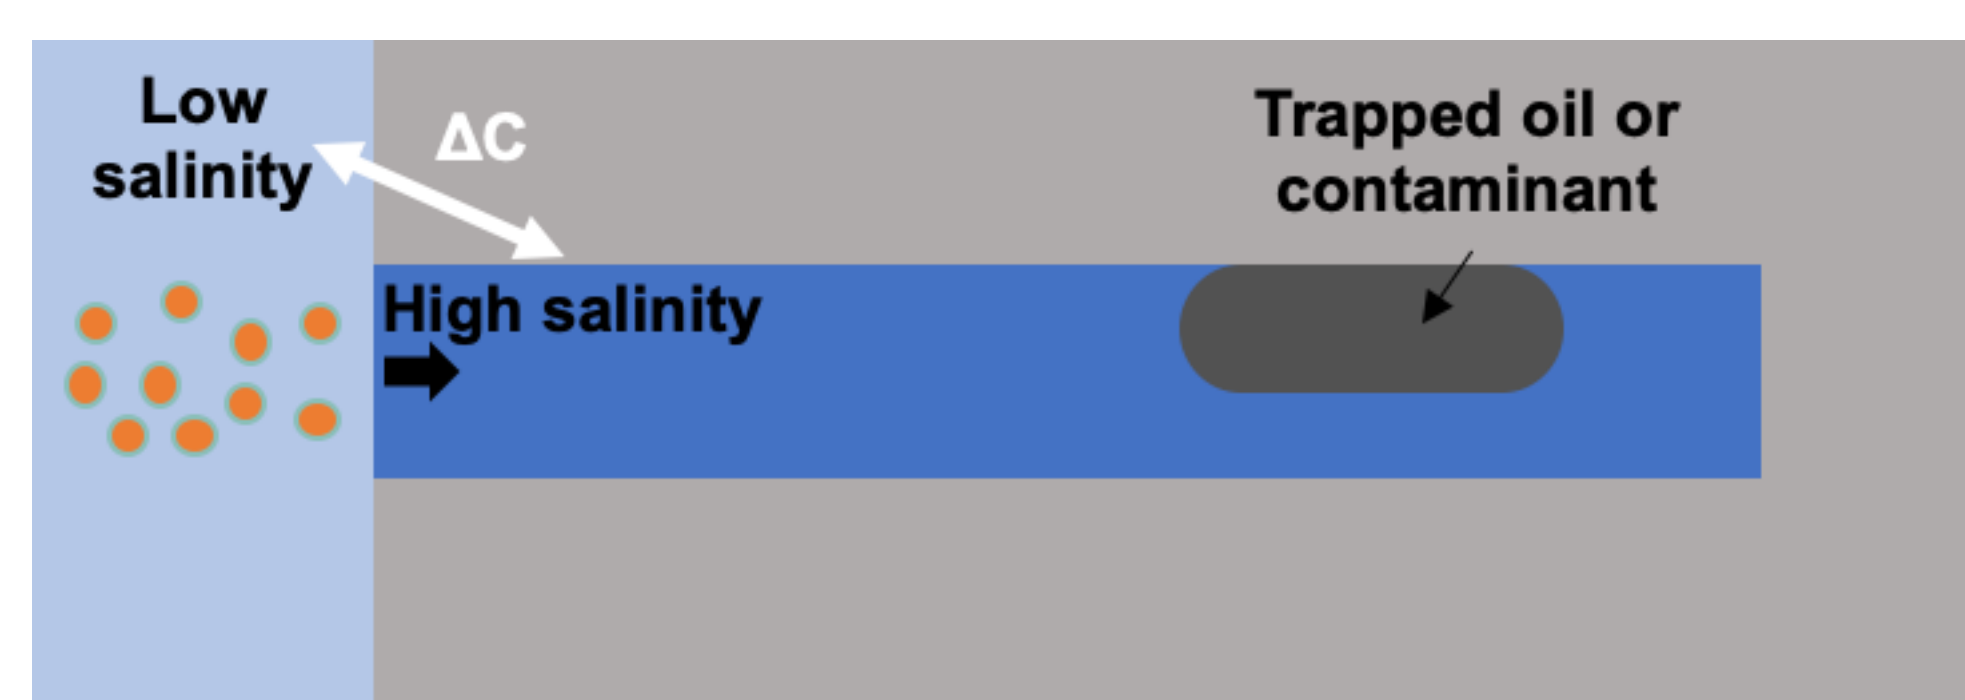 Low
salinity
ΔC
High salinity
Trapped oil or
contaminant